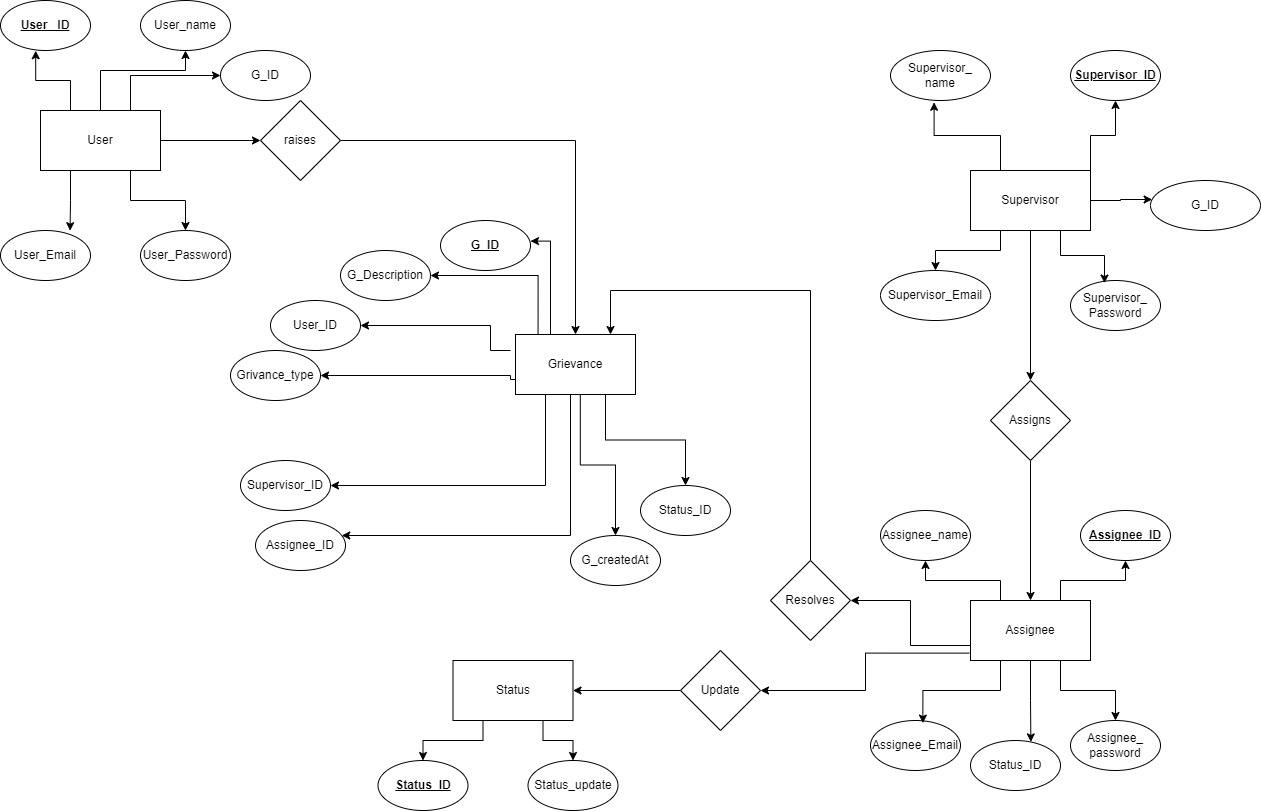 User_ID
User_name
G_ID
User
raises
User_Email
User_Password
Supervisor_
name
Supervisor_ID
Supervisor
G_ID
Supervisor_Email
Supervisor_
Password
G_ID
G_Description
User_ID
Grivance_type
Grievance
Supervisor_ID
Assignee_ID
G_createdAt
Status_ID
Assigns
Assignee_name
Assignee_ID
Resolves
Assignee
Status
Update
Assignee_Email
Status_ID
Assignee_
password
Status_ID
Status_update